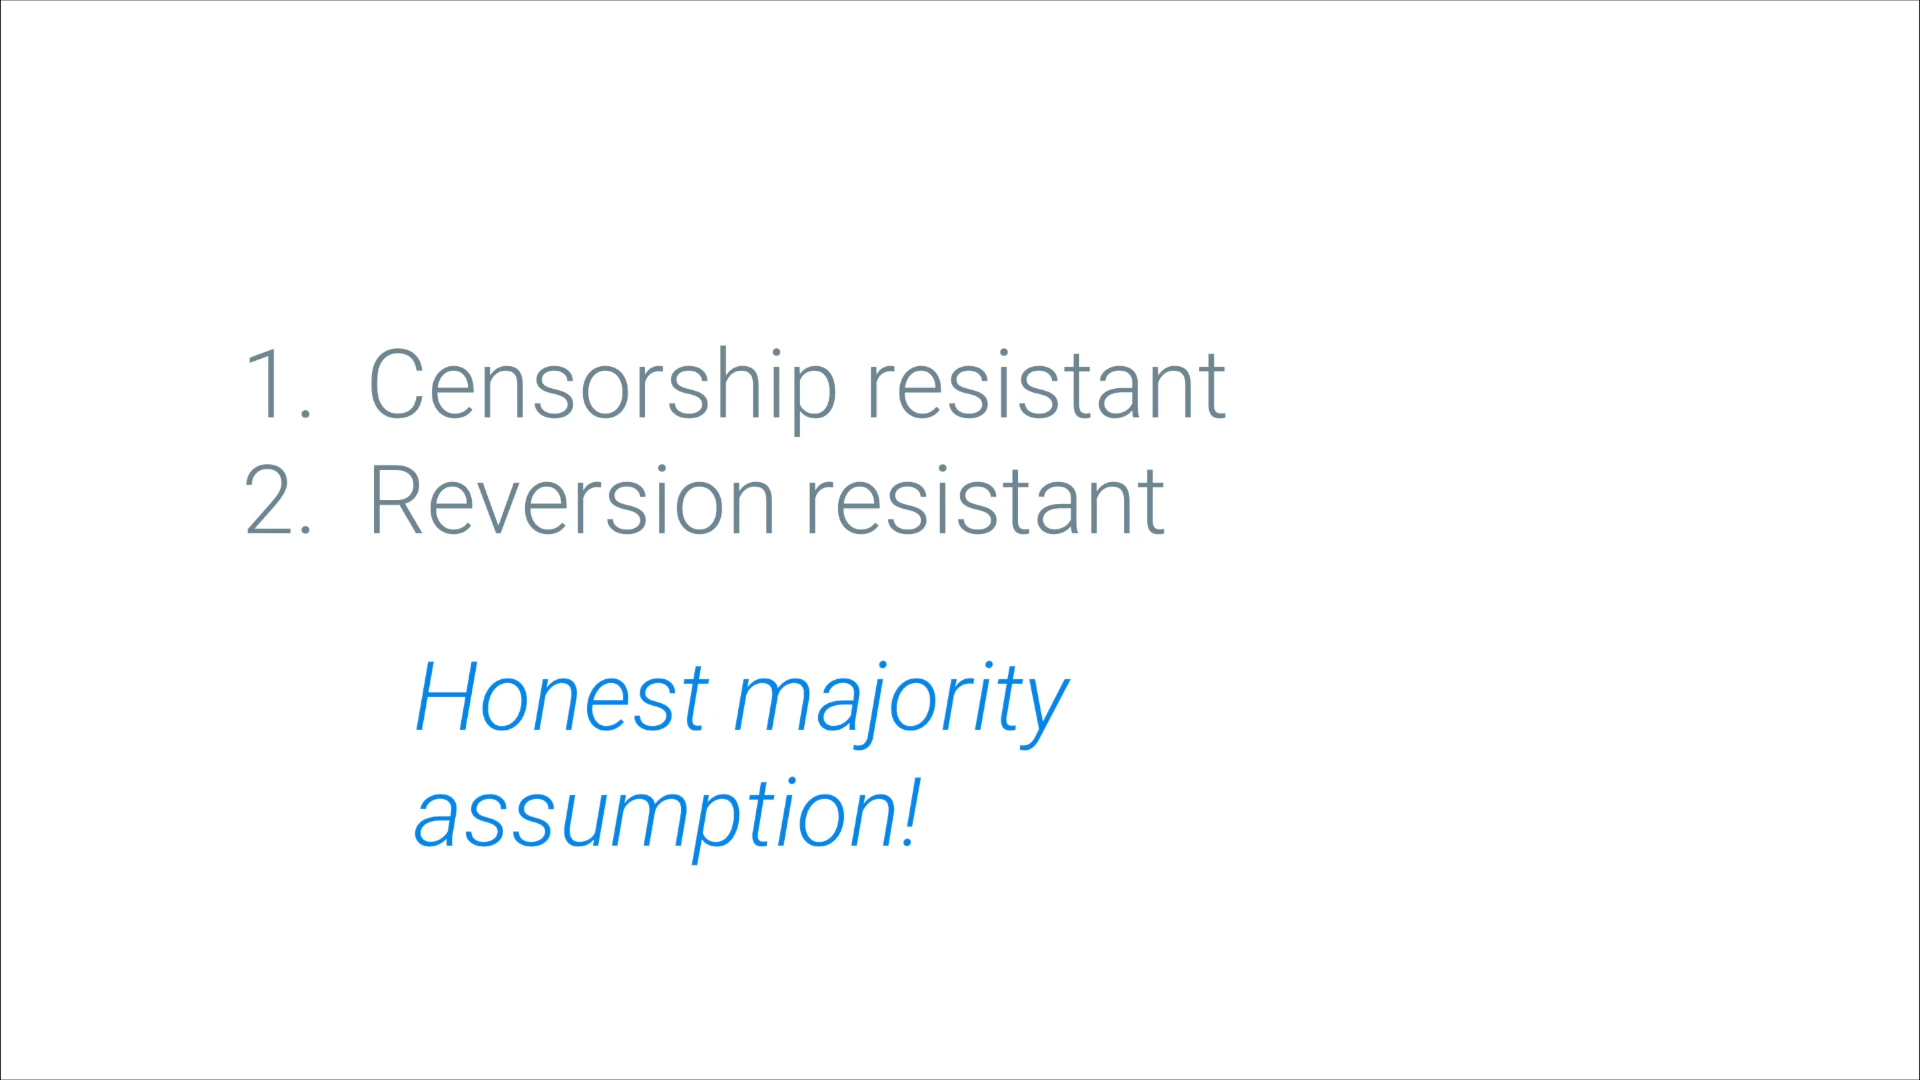 1. Censorship resistant
2. Reversion resistant
Honest majority
assumption!